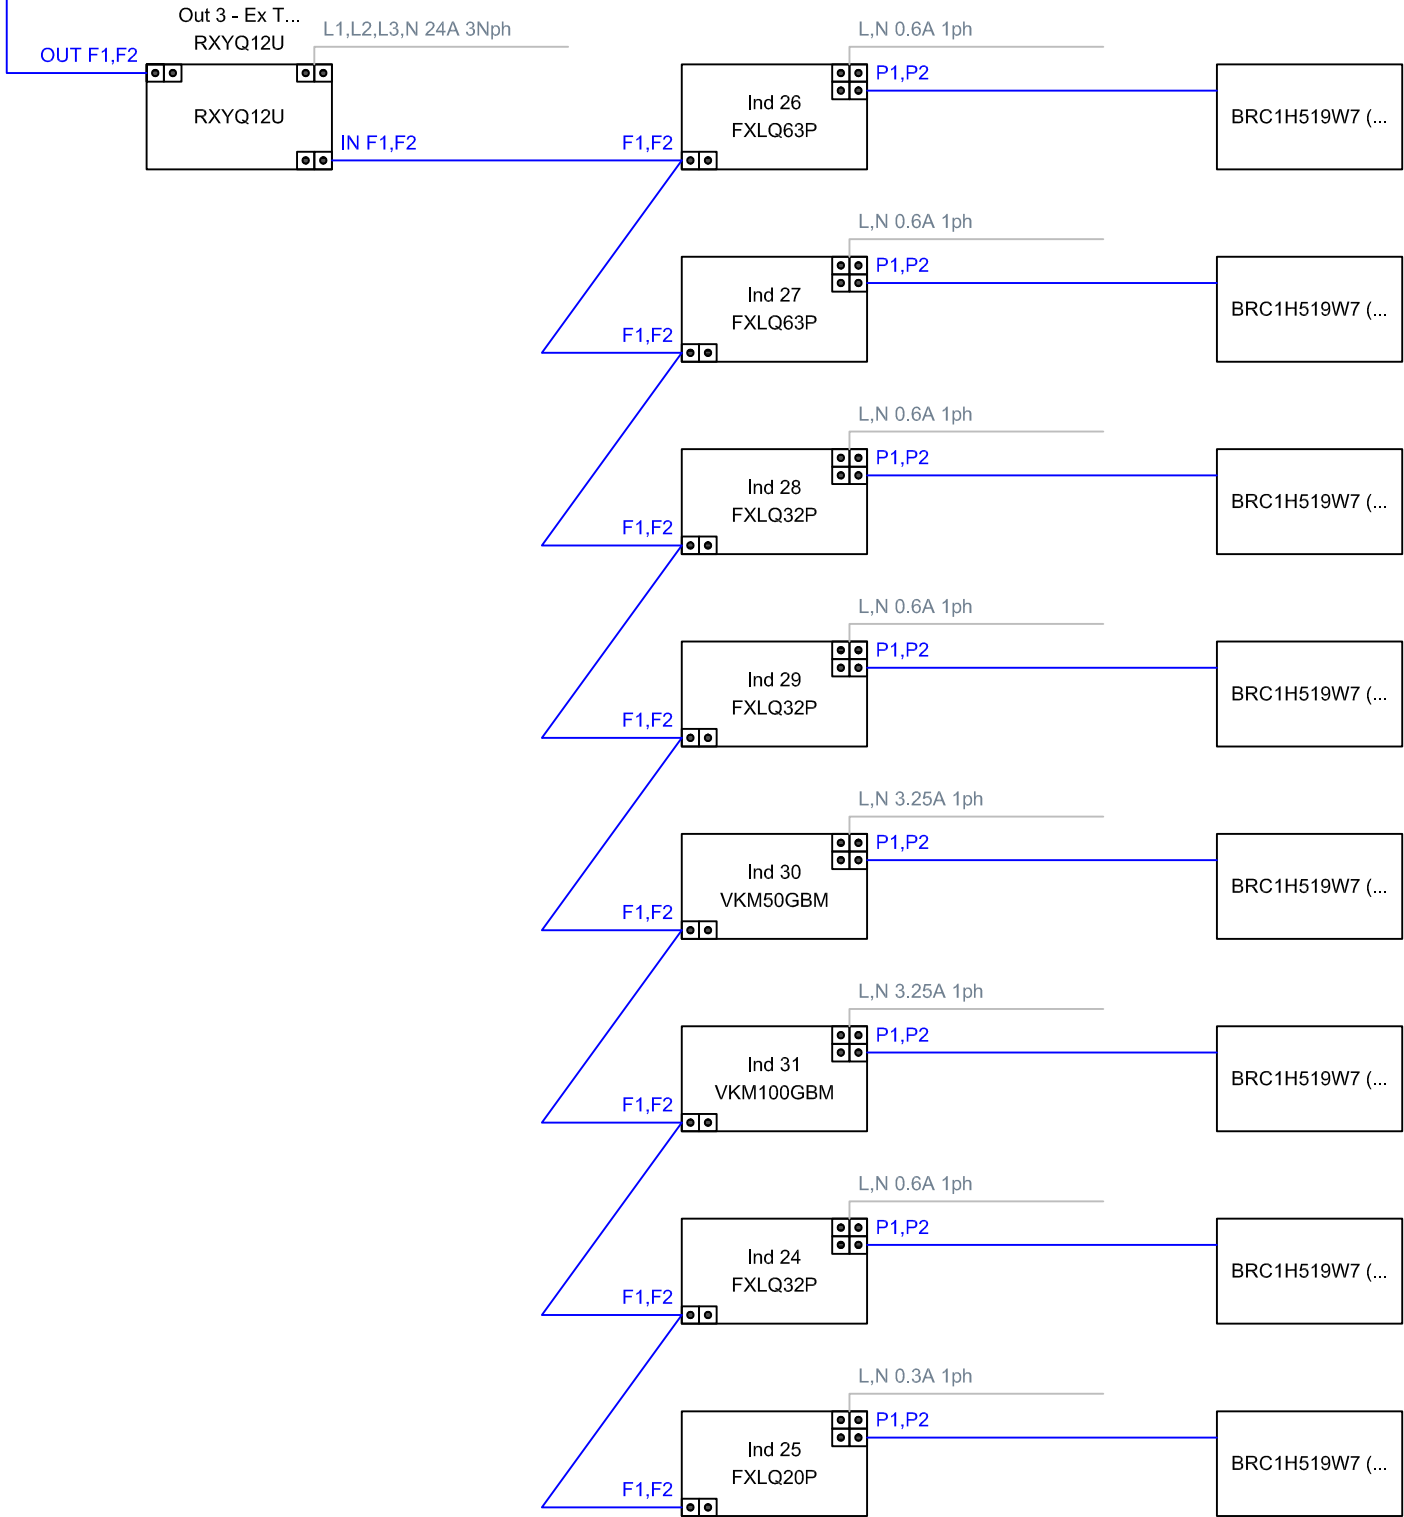 Out 3 - Ex T...
RXYQ12U
L1,L2,L3,N 24A 3Nph
OUT F1,F2
RXYQ12U
IN F1,F2
L,N 0.6A 1ph
P1,P2
Ind 26
FXLQ63P
F1,F2
BRC1H519W7 (...
L,N 0.6A 1ph
P1,P2
Ind 27
FXLQ63P
F1,F2
BRC1H519W7 (...
L,N 0.6A 1ph
P1,P2
Ind 28
FXLQ32P
F1,F2
BRC1H519W7 (...
L,N 0.6A 1ph
P1,P2
Ind 29
FXLQ32P
F1,F2
BRC1H519W7 (...
L,N 3.25A 1ph
P1,P2
Ind 30
VKM50GBM
F1,F2
BRC1H519W7 (...
L,N 3.25A 1ph
P1,P2
Ind 31
VKM100GBM
F1,F2
BRC1H519W7 (...
L,N 0.6A 1ph
P1,P2
Ind 24
FXLQ32P
F1,F2
BRC1H519W7 (...
L,N 0.3A 1ph
P1,P2
Ind 25
FXLQ20P
F1,F2
BRC1H519W7 (...